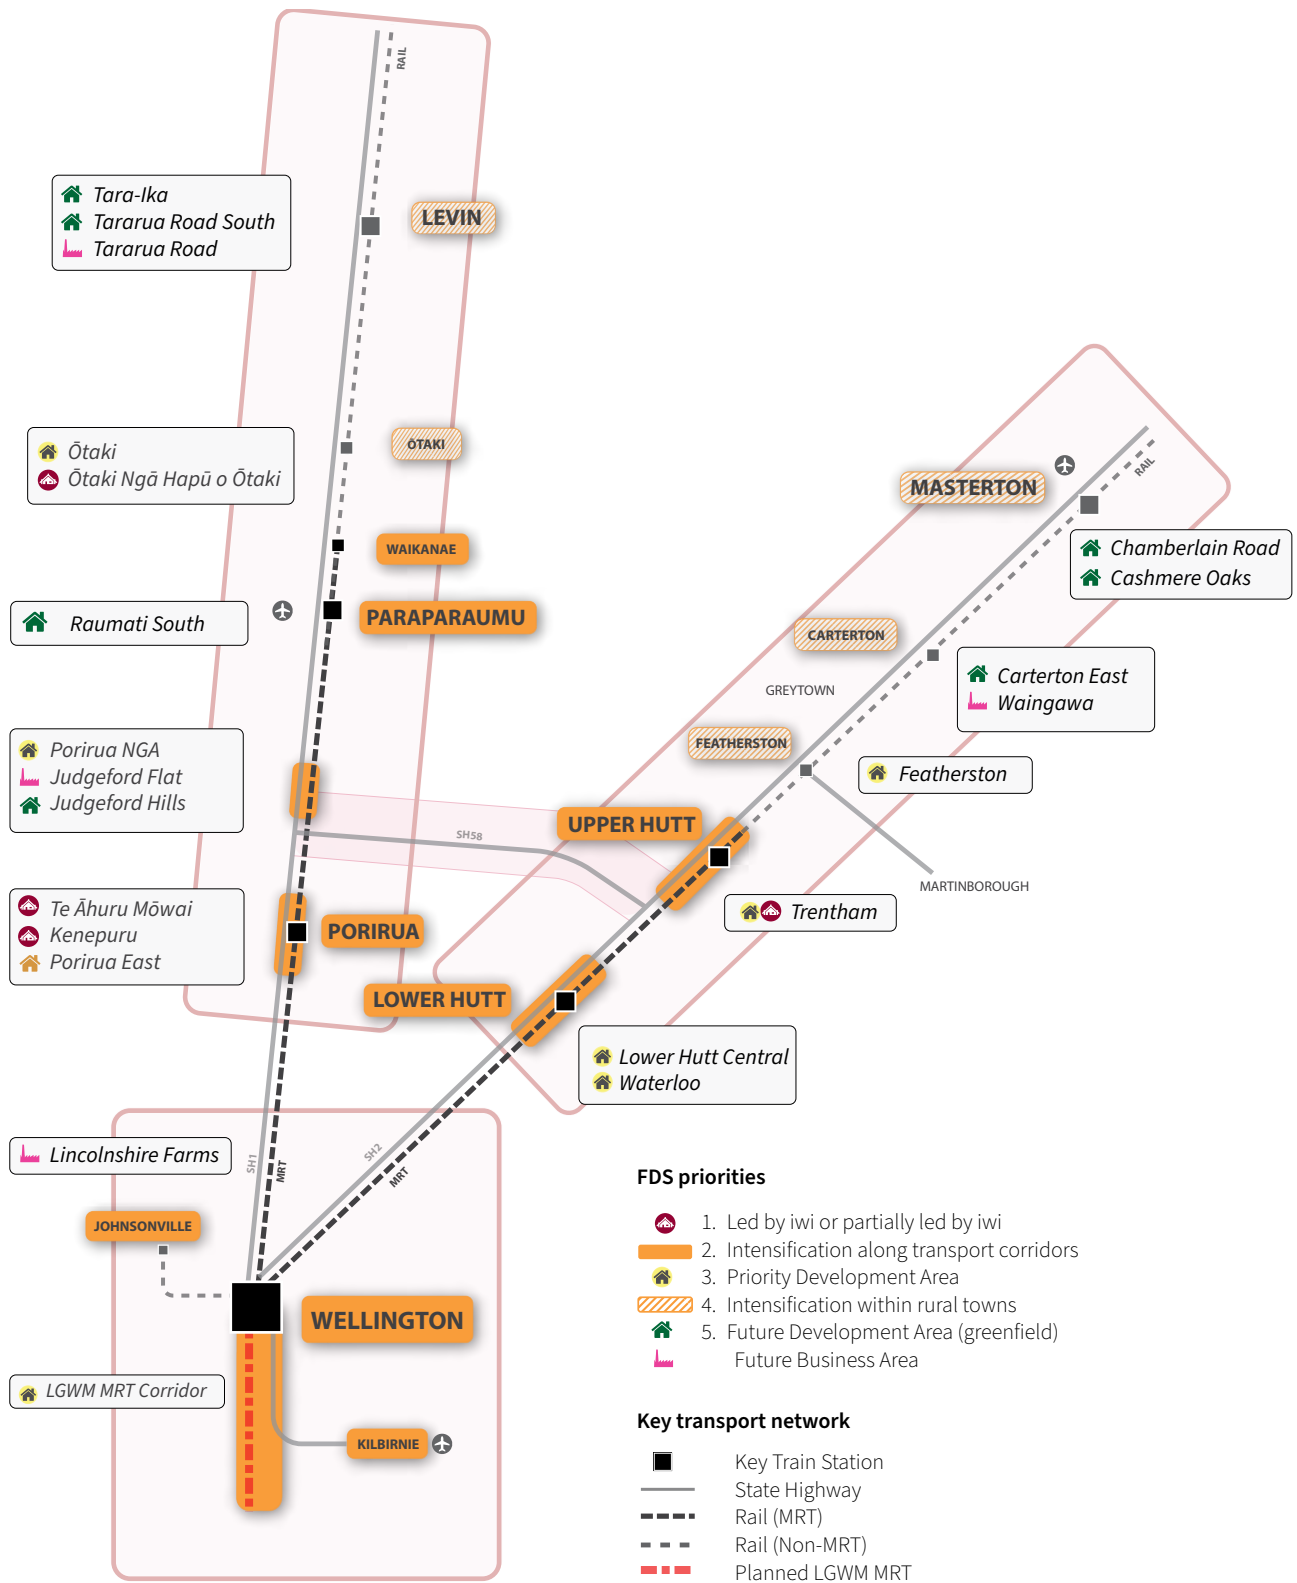 RAIL
Tara-Ika
Tararua Road South
Tararua Road
LEVIN
Ōtaki
Ōtaki Ngā Hapū o Ōtaki
ŌTAKI
MASTERTON
RAIL
WAIKANAE
Chamberlain Road
Cashmere Oaks
Raumati South
PARAPARAUMU
CARTERTON
Carterton East
Waingawa
GREYTOWN
FEATHERSTON
Featherston
Porirua NGA
Judgeford Flat
Judgeford Hills
UPPER HUTT
SH58
MARTINBOROUGH
Te Āhuru Mōwai
Kenepuru
Porirua East
PORIRUA
Trentham
LOWER HUTT
Lower Hutt Central
Waterloo
Lincolnshire Farms
SH1
MRT
SH2
MRT
JOHNSONVILLE
WELLINGTON
LGWM MRT Corridor
KILBIRNIE
FDS priorities
1. Led by iwi or partially led by iwi
2. Intensification along transport corridors
3. Priority Development Area
4. Intensification within rural towns
5. Future Development Area (greenfield)
Future Business Area
Key transport network
Key Train Station
State Highway
Rail (MRT)
Rail (Non-MRT)
Planned LGWM MRT